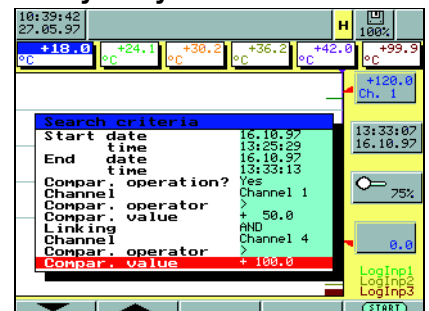 10:39:42
27.05.97
H
100%
+18.0 +24.1 +30.2 +36.2 +42.0 +99.9
°C °C °C °C °C °C
+120.0
Ch. 1
Search criteria
Start date 16.10.97
time 13:25:29
End date 16.10.97
time 13:33:13
Compar. operation? Yes
Channel Channel 1
Compar. operator >
Compar. value + 50.0
Linking AND
Channel Channel 4
Compar. operator >
Compar. value + 100.0
13:33:07
16.10.97
75%
0.0
LogInp1
LogInp2
LogInp3
(START)